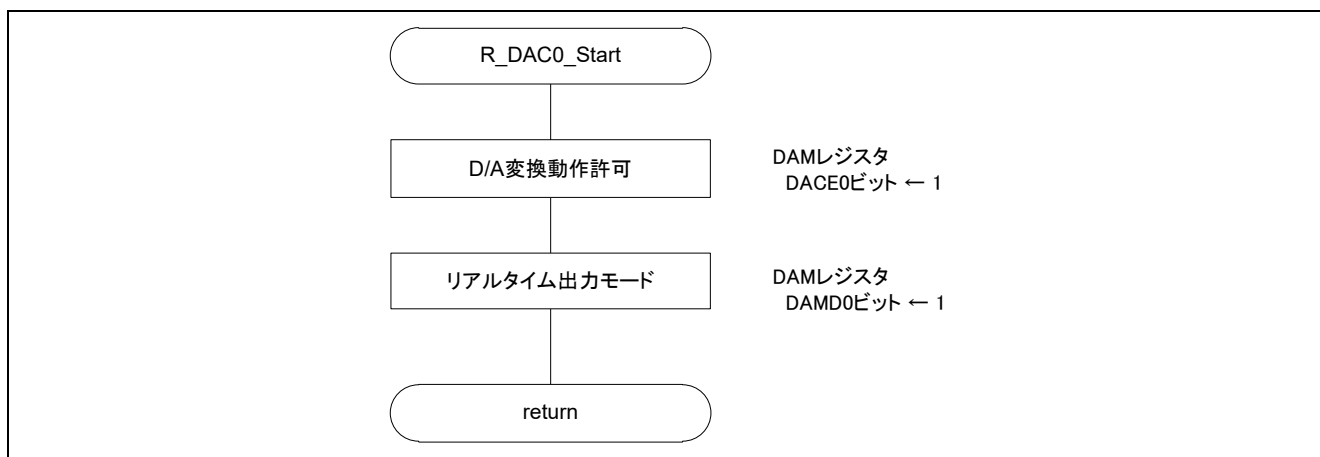 R_DAC0_Start
D/A変換動作許可
DAMレジスタ
DACE0ビット ← 1
リアルタイム出力モード
DAMレジスタ
DAMD0ビット ← 1
return